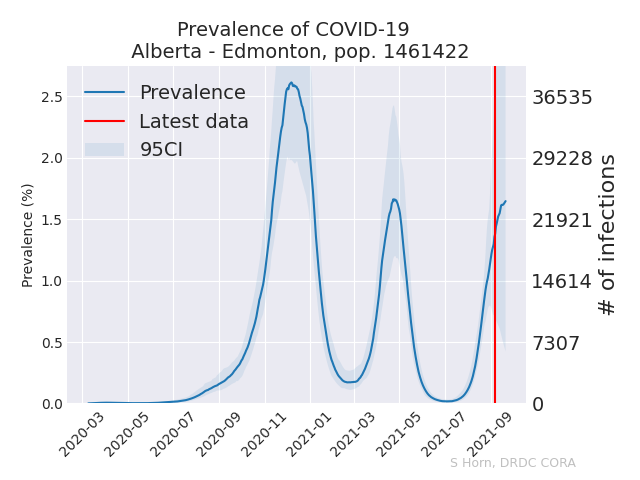 Prevalence of COVID-19
Alberta - Edmonton, pop. 1461422
Prevalence
Latest data
95CI
Prevalence (%)
2.5
2.0
1.5
1.0
0.5
0.0
36535
29228
21921
14614
7307
0
# of infections
2020-03
2020-05
2020-07
2020-09
2020-11
2021-01
2021-03
2021-05
2021-07
2021-09
S Horn, DRDC CORA